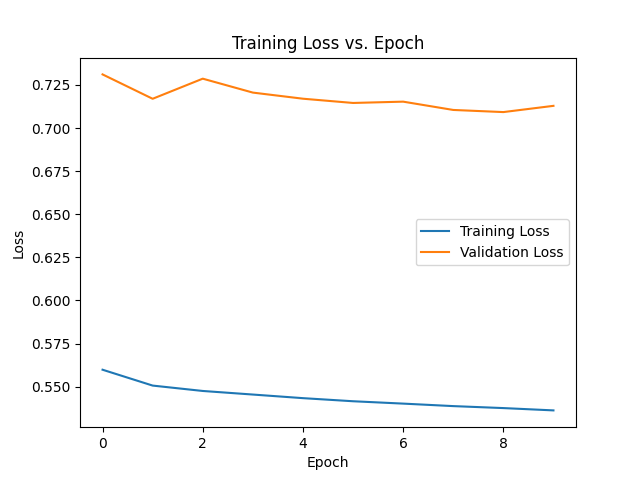 Training Loss vs. Epoch
0.725
0.700
0.675
0.650
0.625
0.600
0.575
0.550
Loss
Training Loss
Validation Loss
0 2 4 6 8
Epoch